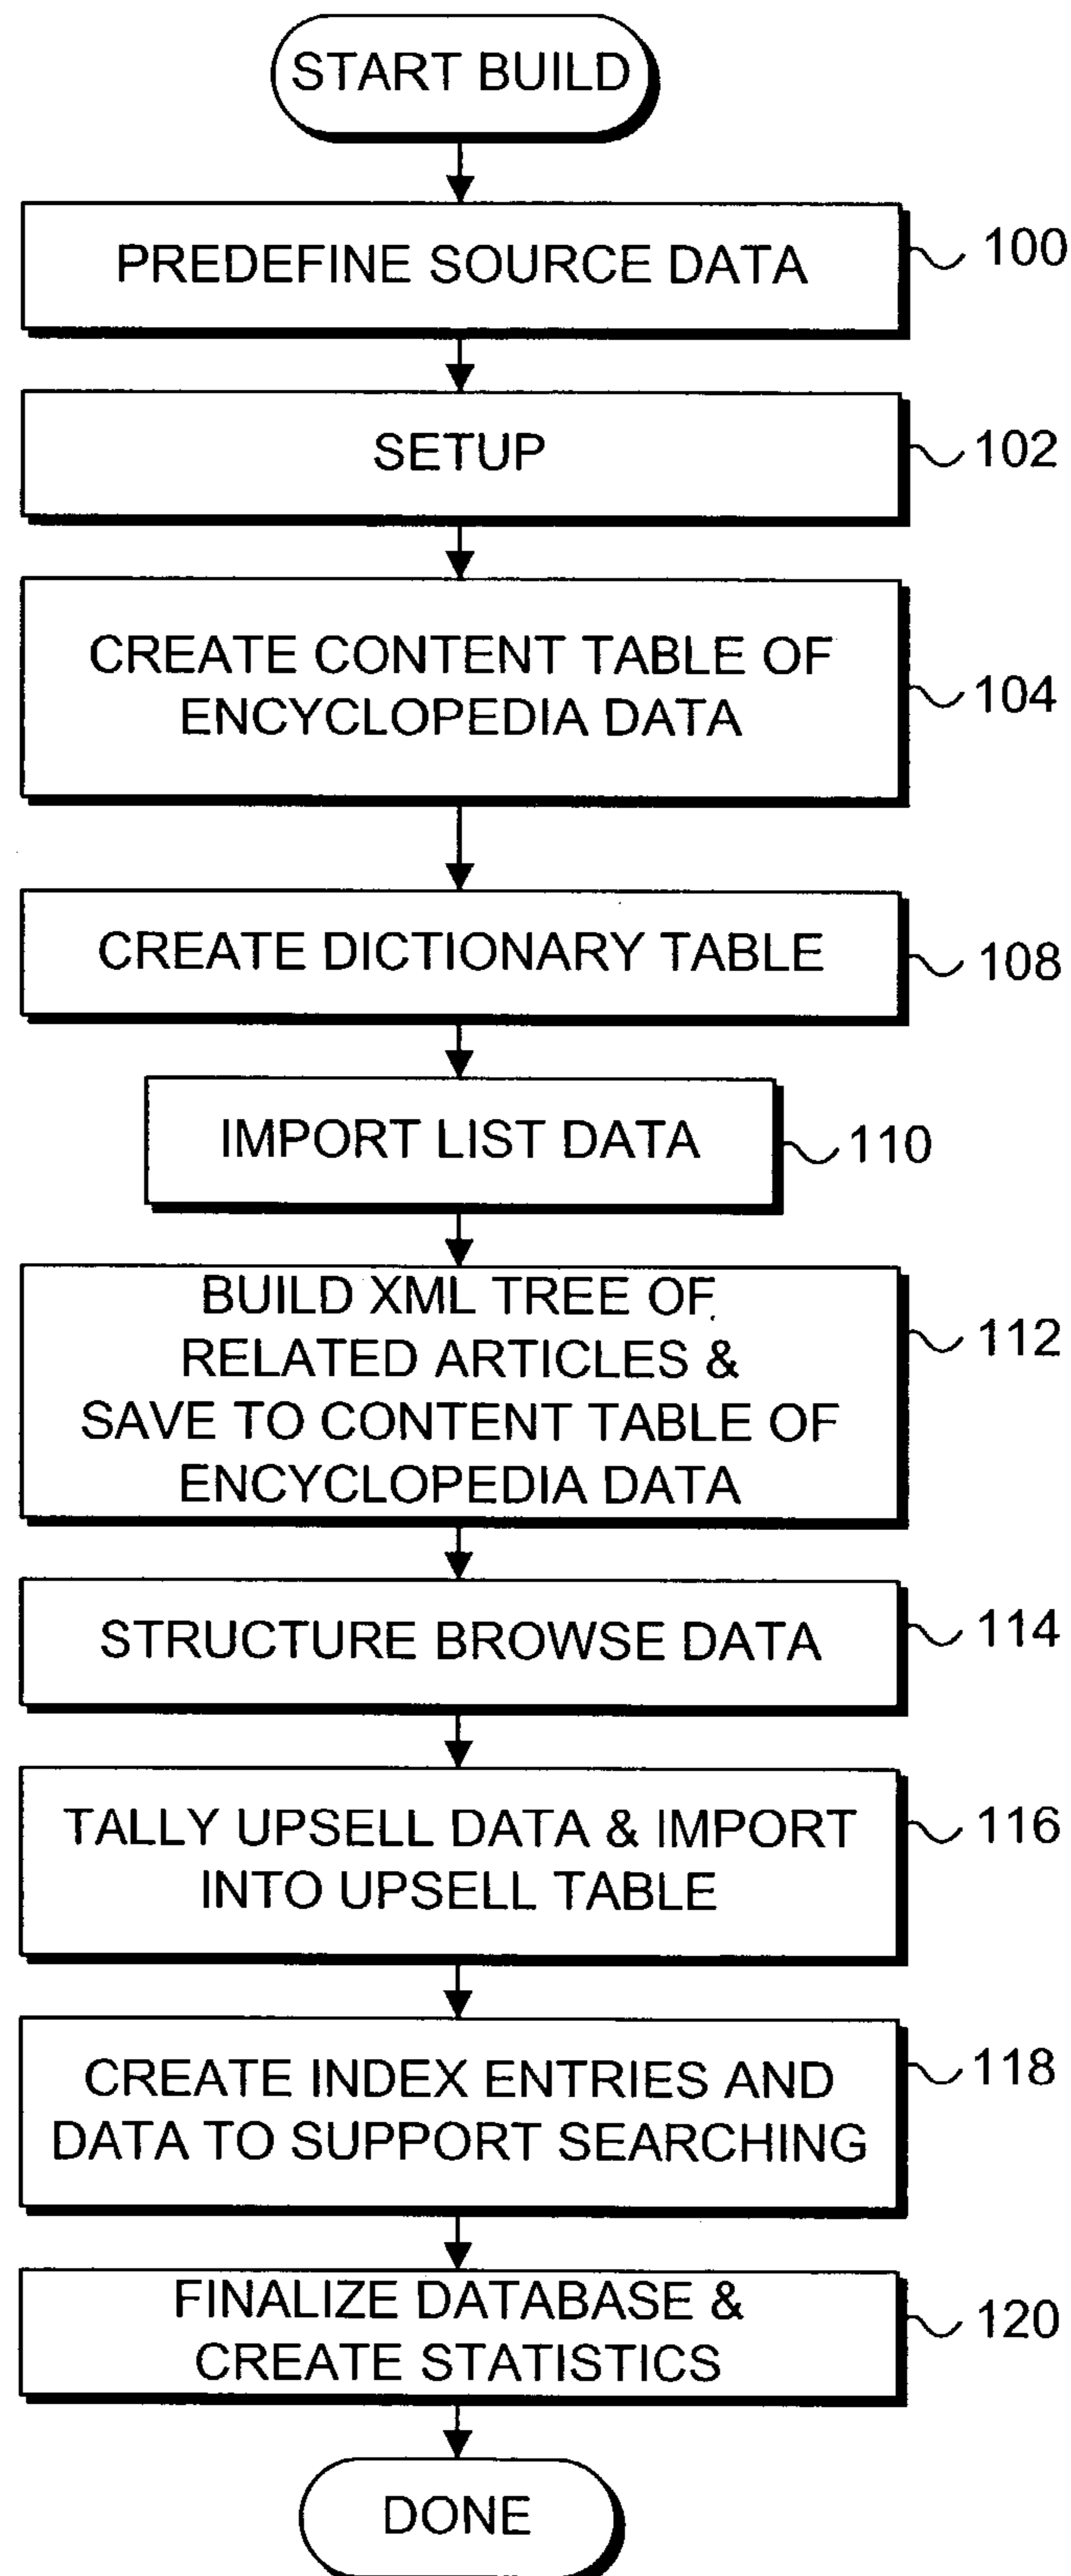 START BUILD
PREDEFINE SOURCE DATA
100
SETUP
102
CREATE CONTENT TABLE OF
ENCYCLOPEDIA DATA
104
CREATE DICTIONARY TABLE
108
IMPORT LIST DATA
110
BUILD XML TREE OF
RELATED ARTICLES &
SAVE TO CONTENT TABLE OF
ENCYCLOPEDIA DATA
112
STRUCTURE BROWSE DATA
114
TALLY UPSELL DATA & IMPORT
INTO UPSELL TABLE
116
CREATE INDEX ENTRIES AND
DATA TO SUPPORT SEARCHING
118
FINALIZE DATABASE &
CREATE STATISTICS
120
DONE